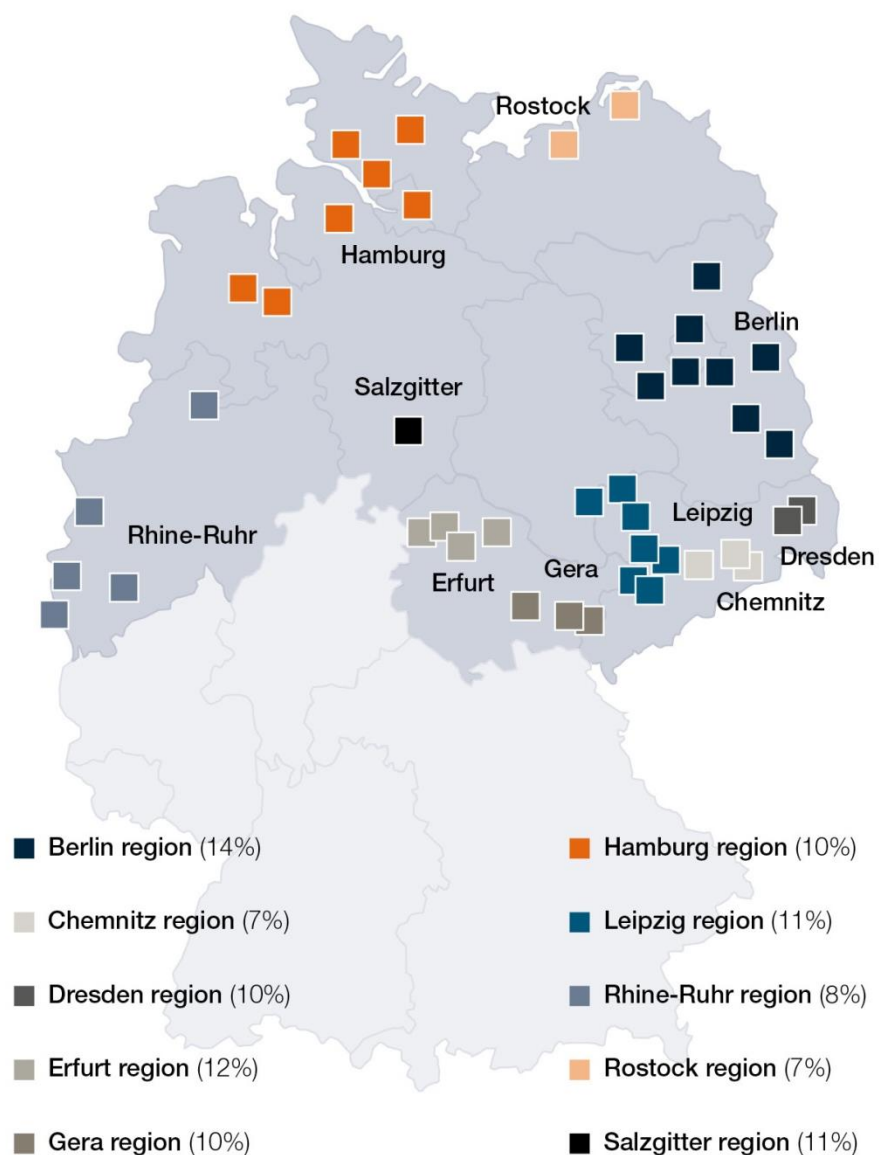 Rostock
Hamburg
Berlin
Salzgitter
Rhine-Ruhr
Leipzig
Dresden
Erfurt
Gera
Chemnitz
Berlin region (14%)
Hamburg region (10%)
Chemnitz region (7%)
Leipzig region (11%)
Dresden region (10%)
Rhine-Ruhr region (8%)
Erfurt region (12%)
Rostock region (7%)
Gera region (10%)
Salzgitter region (11%)